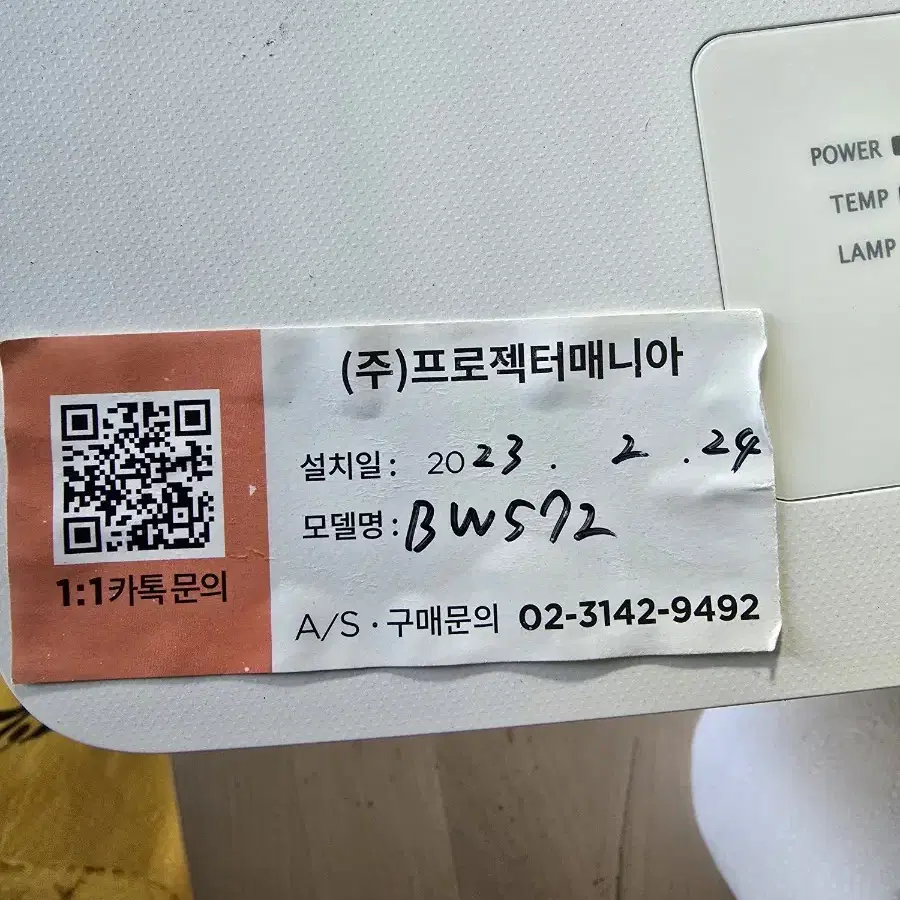 POWER
TEMP
LAMP
(주)프로젝터매니아
설치일: 2023. 2. 24
모델명: BW572
1:1카톡 문의
A/S · 구매문의 02-3142-9492